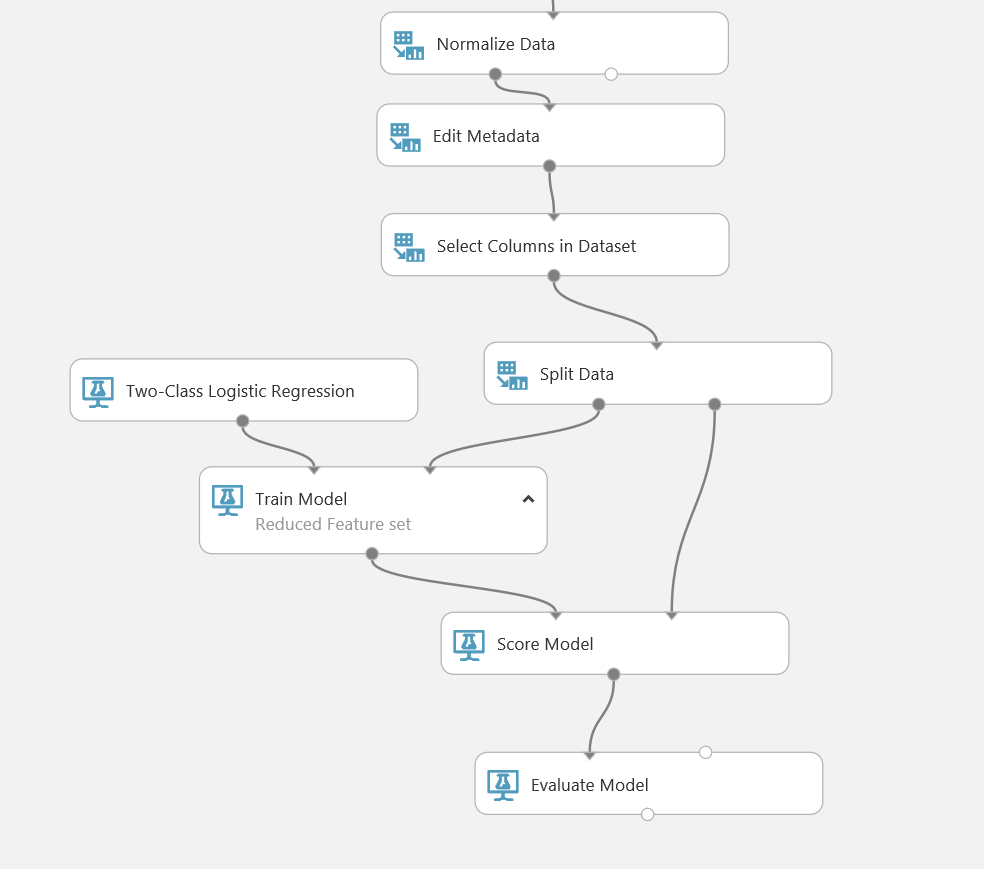 Normalize Data
Edit Metadata
Select Columns in Dataset
Split Data
Two-Class Logistic Regression
Train Model
Reduced Feature set
Score Model
Evaluate Model